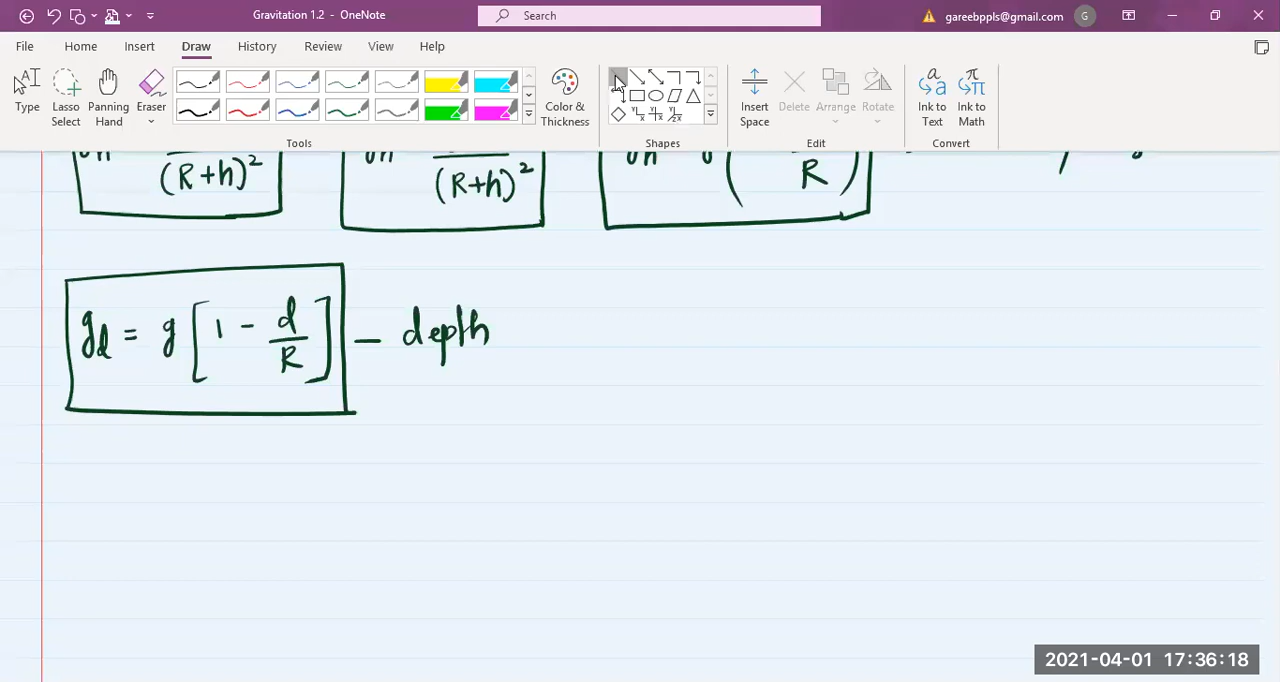 Gravitation 1.2 - OneNote
Search
gareebppls@gmail.com
G
File Home Insert Draw History Review View Help
Type
Lasso Select
Panning Hand
Eraser
Color & Thickness
Insert Space
Delete
Arrange
Rotate
Ink to Text
Ink to Math
Tools
Shapes
Edit
Convert
(R+h)²
(R+h)²
R
gd = g [1 - d/R] — depth
2021-04-01 17:36:18